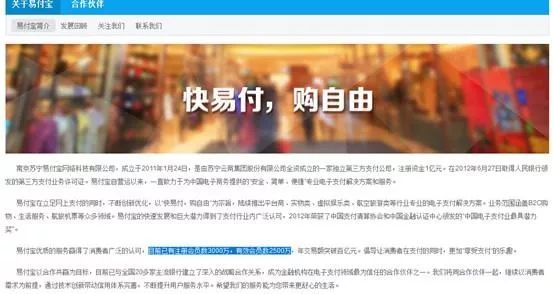 关于易付宝 合作伙伴
易付宝简介 发展回顾 关注我们 联系我们
快易付，购自由
南京苏宁易付宝网络科技有限公司，成立于2011年1月24日，是由苏宁云商集团股份有限公司全资成立的一家独立第三方支付公司，注册资金1亿元。在2012年6月27日取得人民银行颁
发的第三方支付业务许可证。易付宝自营运以来，一直致力于为中国电子商务提供的“安全、简单、便捷”专业电子支付解决方案和服务。
易付宝在立足网上支付的同时，不断创新优化，以“快易付，购自由”为宗旨，陆续推出平台商、实物类、虚拟娱乐类、航空旅游类等行业专业的电子支付解决方案。业务范围涵盖B2C购
物、生活服务、航旅机票等众多领域。易付宝的快速发展和巨大潜力得到了支付行业内广泛认可，2012年荣获了中国支付清算协会和中国金融认证中心颁发的“中国电子支付业最具潜力
奖”。
易付宝优质的服务赢得了消费者广泛的认可，目前已有注册会员数3000万，有效会员数2500万，年交易额突破百亿元。倡导让消费者在支付的同时，更加“享受支付”的乐趣。
易付宝以合作共赢为目标，目前已与全国20多家主流银行建立了深入的战略合作关系，成为金融机构在电子支付领域最为信任的合作伙伴之一。我们将同合作伙伴一起，继续以消费者
需求为前提，通过技术创新带动信用体系完善，不断提升用户服务水平。希望我们的服务能为您带来更舒心的生活。